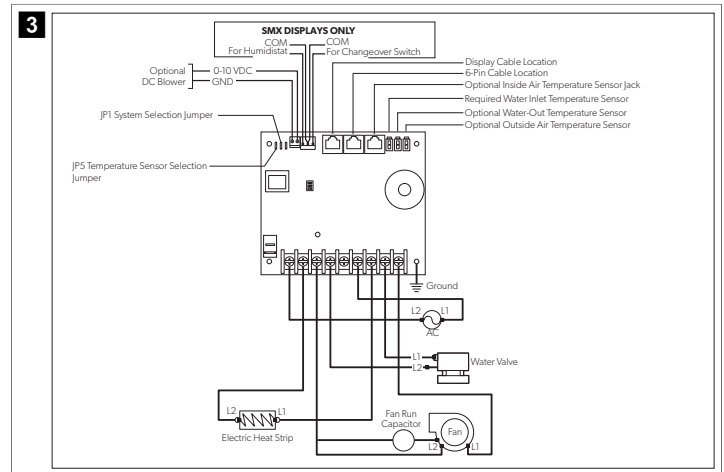 3
SMX DISPLAYS ONLY
COM
COM
For Humidistat
For Changeover Switch
Optional
DC Blower
0-10 VDC
GND
Display Cable Location
6-Pin Cable Location
Optional Inside Air Temperature Sensor Jack
Required Water Inlet Temperature Sensor
Optional Water-Out Temperature Sensor
Optional Outside Air Temperature Sensor
JP1 System Selection Jumper
JP5 Temperature Sensor Selection
Jumper
Ground
L2
L1
AC
L1
L2
Water Valve
L2
L1
Electric Heat Strip
Fan Run
Capacitor
Fan
L2
L1